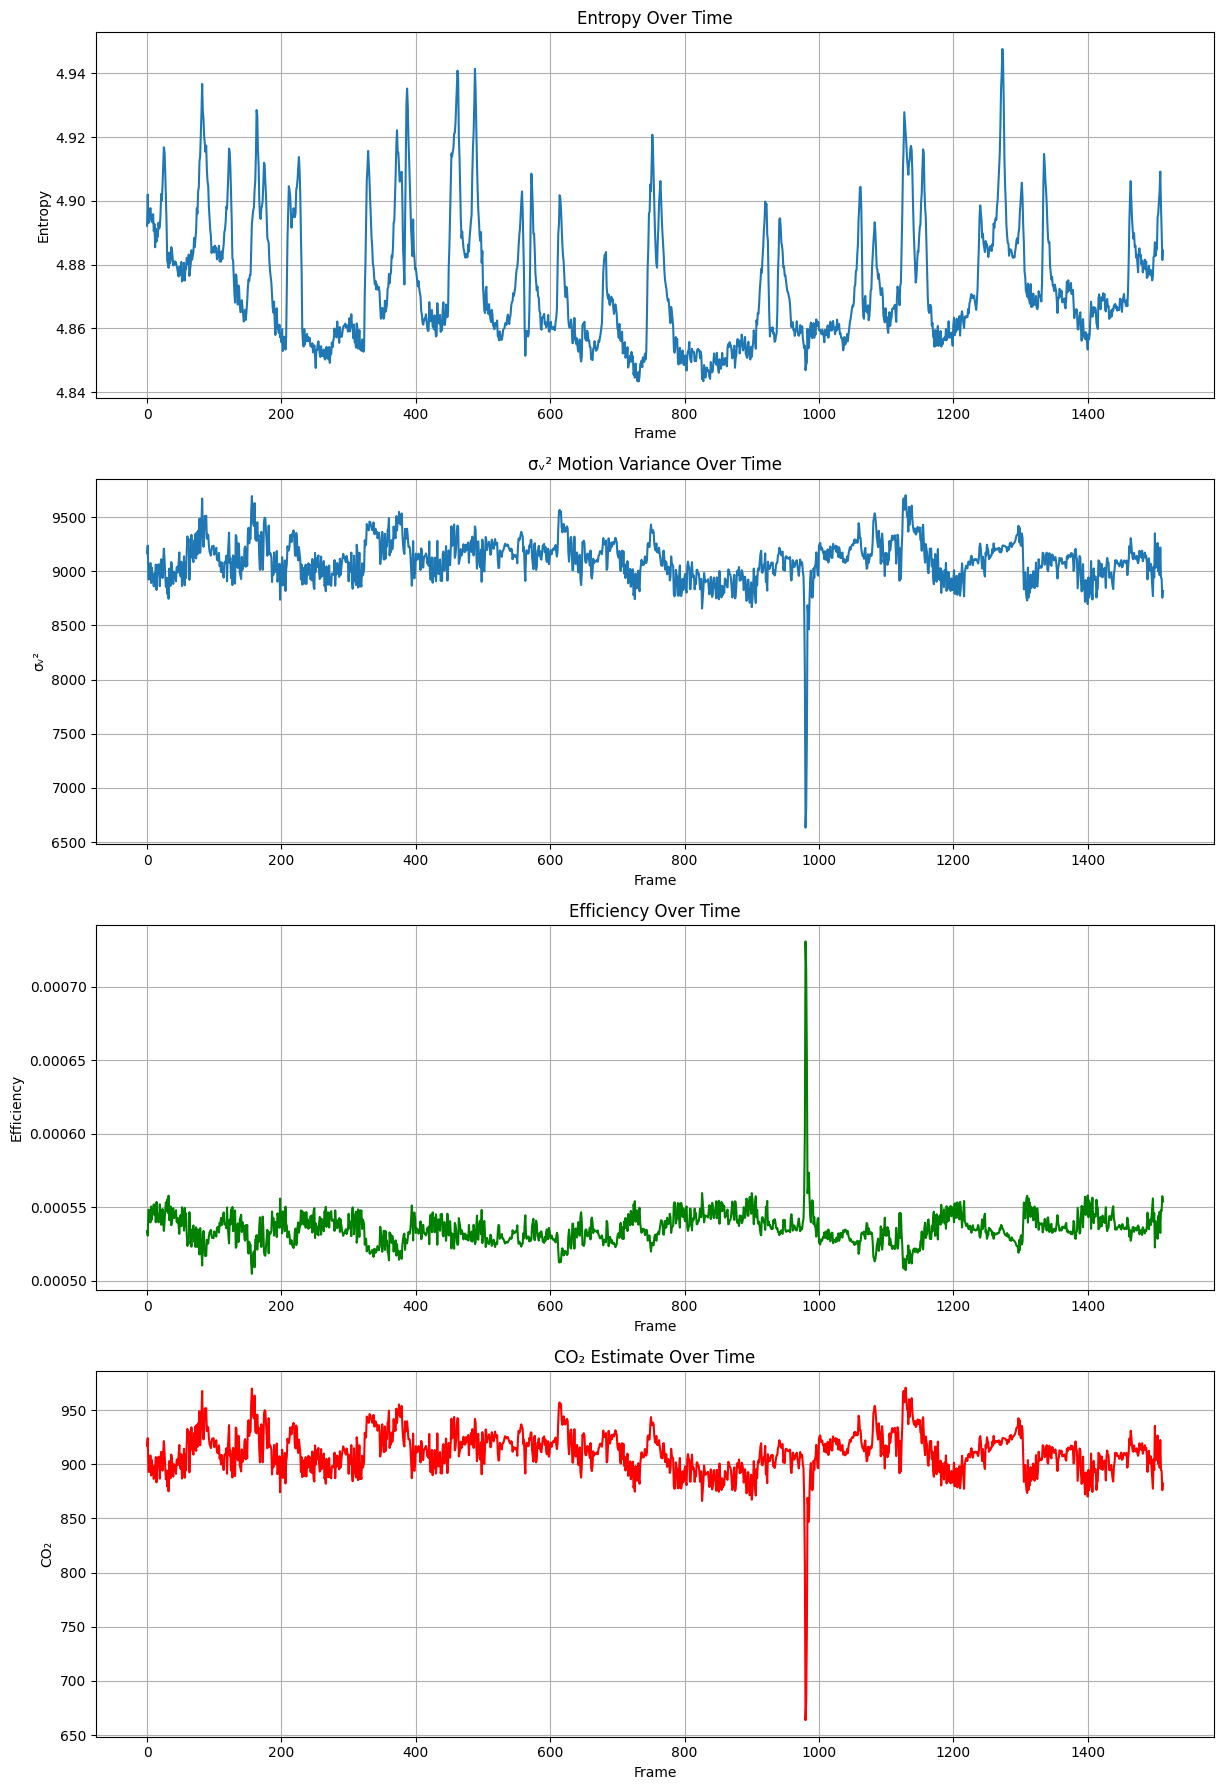 Entropy Over Time
Entropy
4.94
4.92
4.90
4.88
4.86
4.84
0 200 400 600 800 1000 1200 1400
Frame
σᵥ² Motion Variance Over Time
σᵥ²
9500
9000
8500
8000
7500
7000
6500
0 200 400 600 800 1000 1200 1400
Frame
Efficiency Over Time
Efficiency
0.00070
0.00065
0.00060
0.00055
0.00050
0 200 400 600 800 1000 1200 1400
Frame
CO₂ Estimate Over Time
CO₂
950
900
850
800
750
700
650
0 200 400 600 800 1000 1200 1400
Frame